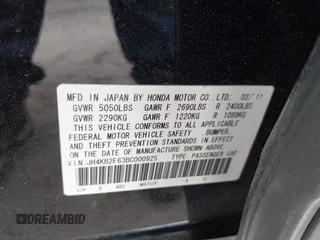 MFD. IN JAPAN BY HONDA MOTOR CO., LTD. 03/11
GVWR 5050LBS GAWR F 2690LBS R 2400LBS
GVWR 2290KG GAWR F 1220KG R 1089KG
THIS VEHICLE CONFORMS TO ALL APPLICABLE
FEDERAL MOTOR VEHICLE SAFETY, BUMPER,
AND THEFT PREVENTION STANDARDS IN EFFECT
ON THE DATE OF MANUFACTURE SHOWN ABOVE.
V.I.N.:JH4KB2F63BC000925 TYPE: PASSENGER CAR
DREAMBID